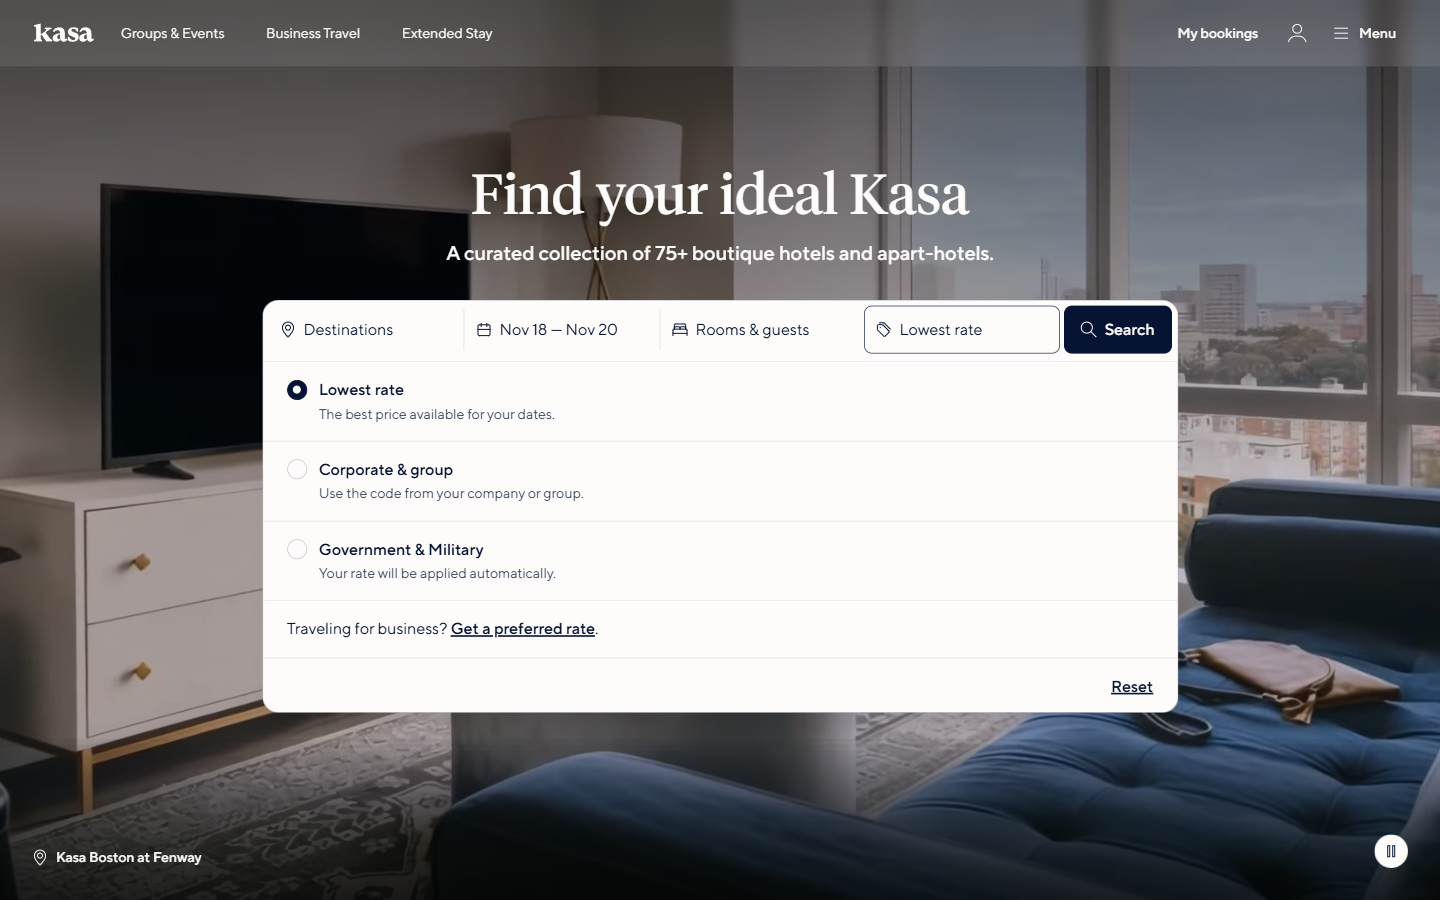 kasa
Groups & Events
Business Travel
Extended Stay
My bookings
Menu
Find your ideal Kasa
A curated collection of 75+ boutique hotels and apart-hotels.
Destinations
Nov 18 — Nov 20
Rooms & guests
Lowest rate
Search
Lowest rate
The best price available for your dates.
Corporate & group
Use the code from your company or group.
Government & Military
Your rate will be applied automatically.
Traveling for business? Get a preferred rate.
Reset
Kasa Boston at Fenway